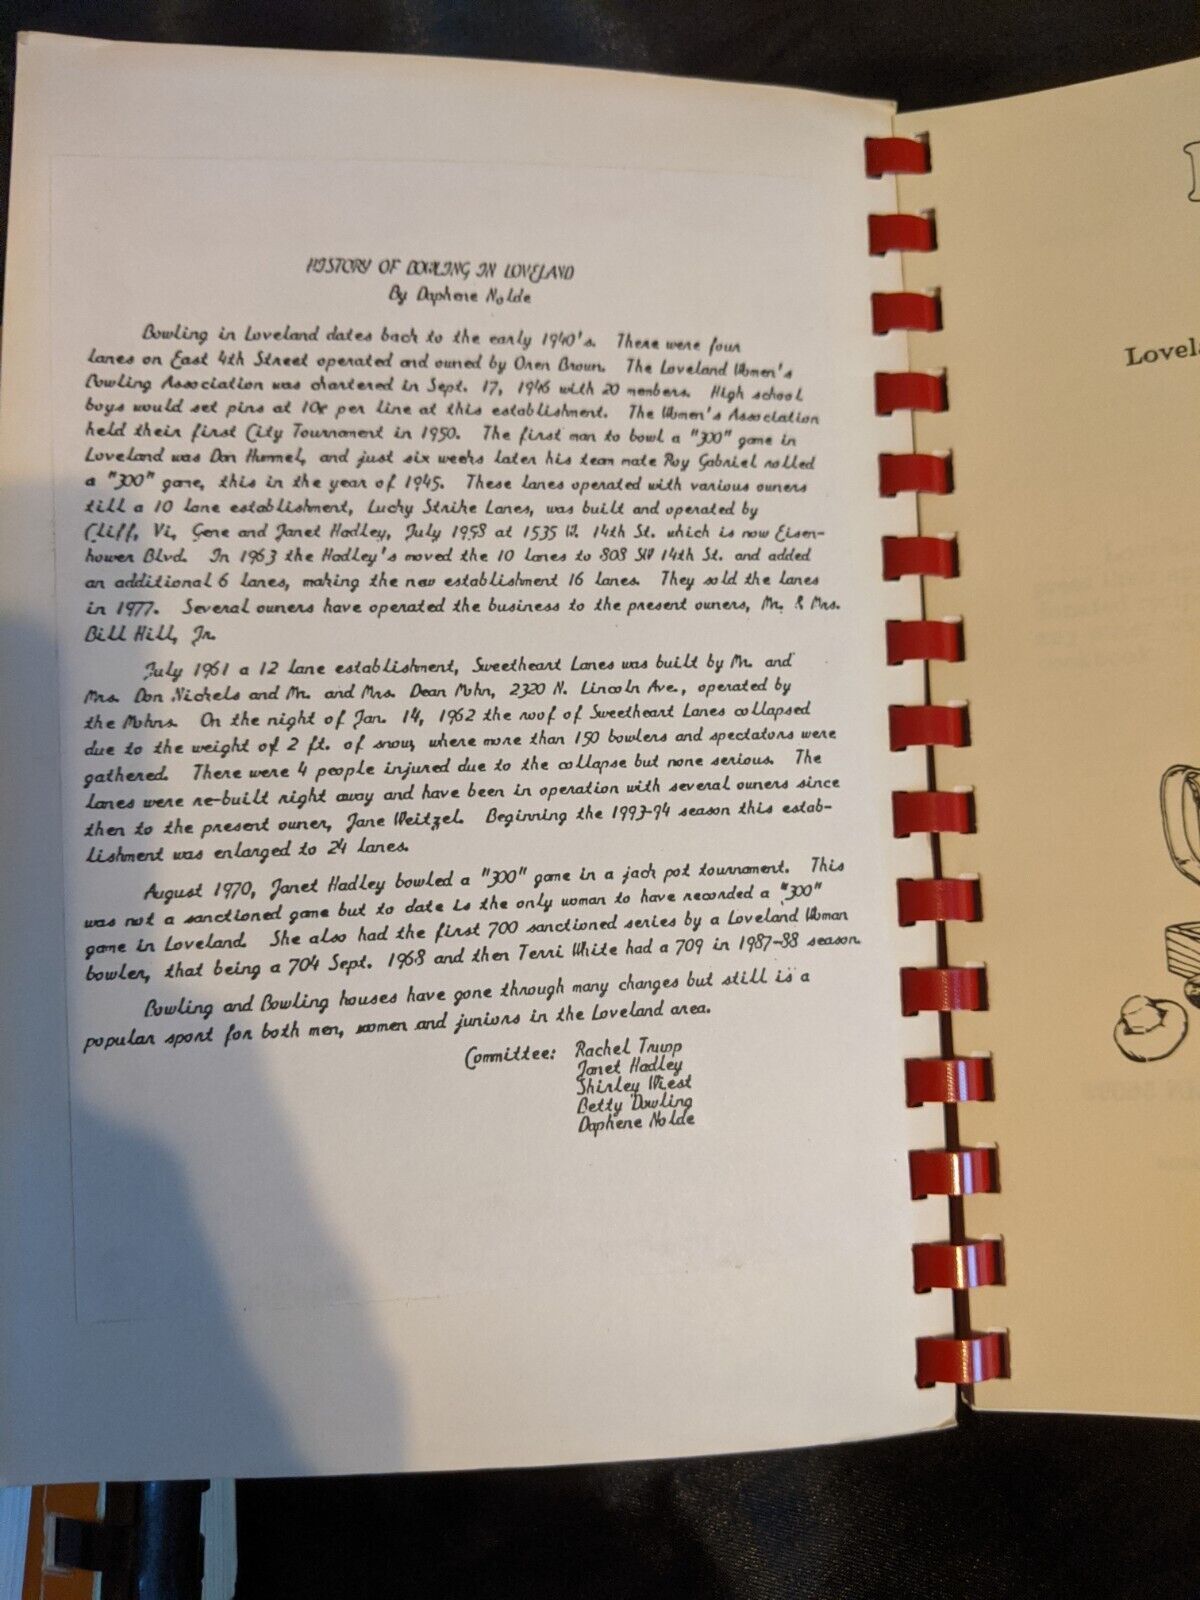 HISTORY OF BOWLING IN LOVELAND
By Daphene Nolde
Bowling in Loveland dates back to the early 1940's. There were four
lanes on East 4th Street operated and owned by Oren Brown. The Loveland Women's
Bowling Association was chartered in Sept. 17, 1946 with 20 members. High school
boys would set pins at 10¢ per line at this establishment. The Women's Association
held their first City Tournament in 1950. The first man to bowl a "300" game in
Loveland was Don Hummel, and just six weeks later his team mate Roy Gabriel rolled
a "300" game, this in the year of 1945. These lanes operated with various owners
till a 10 lane establishment, Lucky Strike Lanes, was built and operated by
Cliff, Vi, Gene and Janet Hadley, July 1958 at 1535 W. 14th St. which is now Eisen-
hower Blvd. In 1963 the Hadley's moved the 10 lanes to 808 SW 14th St. and added
an additional 6 lanes, making the new establishment 16 lanes. They sold the lanes
in 1977. Several owners have operated the business to the present owners, Mr. & Mrs.
Bill Hill, Jr.
July 1961 a 12 lane establishment, Sweetheart Lanes was built by Mr. and
Mrs. Don Nichels and Mr. and Mrs. Dean Mohn, 2320 N. Lincoln Ave., operated by
the Mohns. On the night of Jan. 14, 1962 the roof of Sweetheart Lanes collapsed
due to the weight of 2 ft. of snow, where more than 150 bowlers and spectators were
gathered. There were 4 people injured due to the collapse but none serious. The
lanes were re-built right away and have been in operation with several owners since
then to the present owner, Jane Weitzel. Beginning the 1993-94 season this estab-
lishment was enlarged to 24 lanes.
August 1970, Janet Hadley bowled a "300" game in a jack pot tournament. This
was not a sanctioned game but to date is the only woman to have recorded a "300"
game in Loveland. She also had the first 700 sanctioned series by a Loveland Woman
bowler, that being a 704 Sept. 1968 and then Terri White had a 709 in 1987-88 season.
Bowling and Bowling houses have gone through many changes but still is a
popular sport for both men, women and juniors in the Loveland area.
Committee: Rachel Trupp
Janet Hadley
Shirley Wiest
Betty Dowling
Daphene Nolde